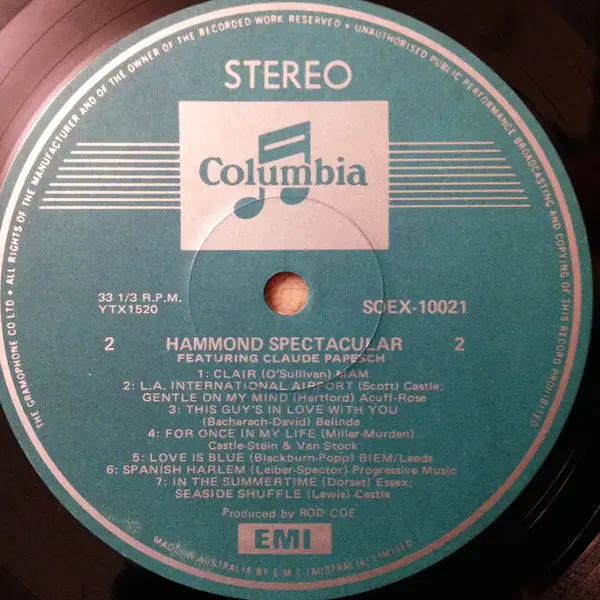 THE GRAMOPHONE CO LTD • ALL RIGHTS OF THE MANUFACTURER AND OF THE OWNER OF THE RECORDED WORK RESERVED • UNAUTHORISED PUBLIC PERFORMANCE BROADCASTING AND COPYING OF THIS RECORD PROHIBITED
STEREO
Columbia
33 1/3 R.P.M.
YTX1520
SOEX-10021
2 HAMMOND SPECTACULAR 2
FEATURING CLAUDE PAPESCH
1: CLAIR (O'Sullivan) MAM
2: L.A. INTERNATIONAL AIRPORT (Scott) Castle;
GENTLE ON MY MIND (Hartford) Acuff-Rose
3: THIS GUY'S IN LOVE WITH YOU
(Bacharach-David) Belinda
4: FOR ONCE IN MY LIFE (Miller-Murden)
Castle-Stein & Van Stock
5: LOVE IS BLUE (Blackburn-Popp) BIEM/Leeds
6: SPANISH HARLEM (Leiber-Spector) Progressive Music
7: IN THE SUMMERTIME (Dorset) Essex;
SEASIDE SHUFFLE (Lewis) Castle
Produced by ROD COE
EMI
MADE IN AUSTRALIA BY E M I (AUSTRALIA) LIMITED